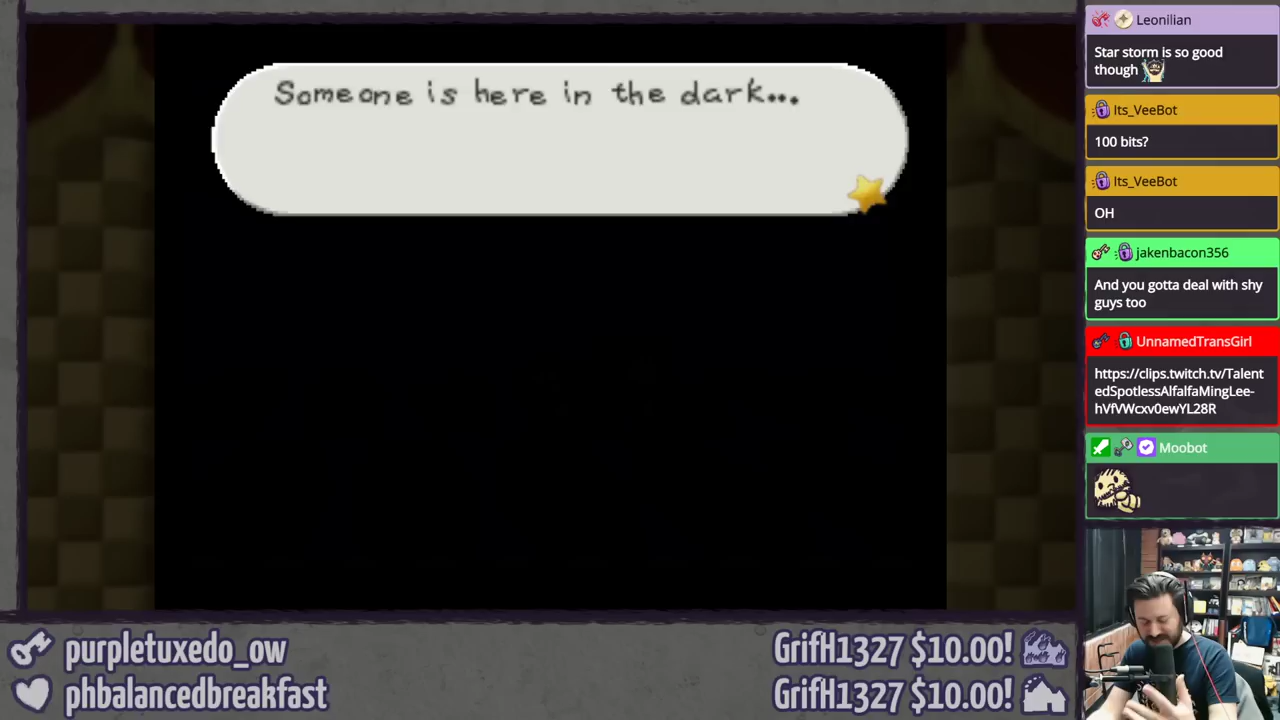 Someone is here in the dark...
Leonilian
Star storm is so good
though
Its_VeeBot
100 bits?
Its_VeeBot
OH
jakenbacon356
And you gotta deal with shy
guys too
UnnamedTransGirl
https://clips.twitch.tv/Talent
edSpotlessAlfalfaMingLee-
hVfVWcxv0ewYL28R
Moobot
purpletuxedo_ow
GrifH1327 $10.00!
phbalancedbreakfast
GrifH1327 $10.00!